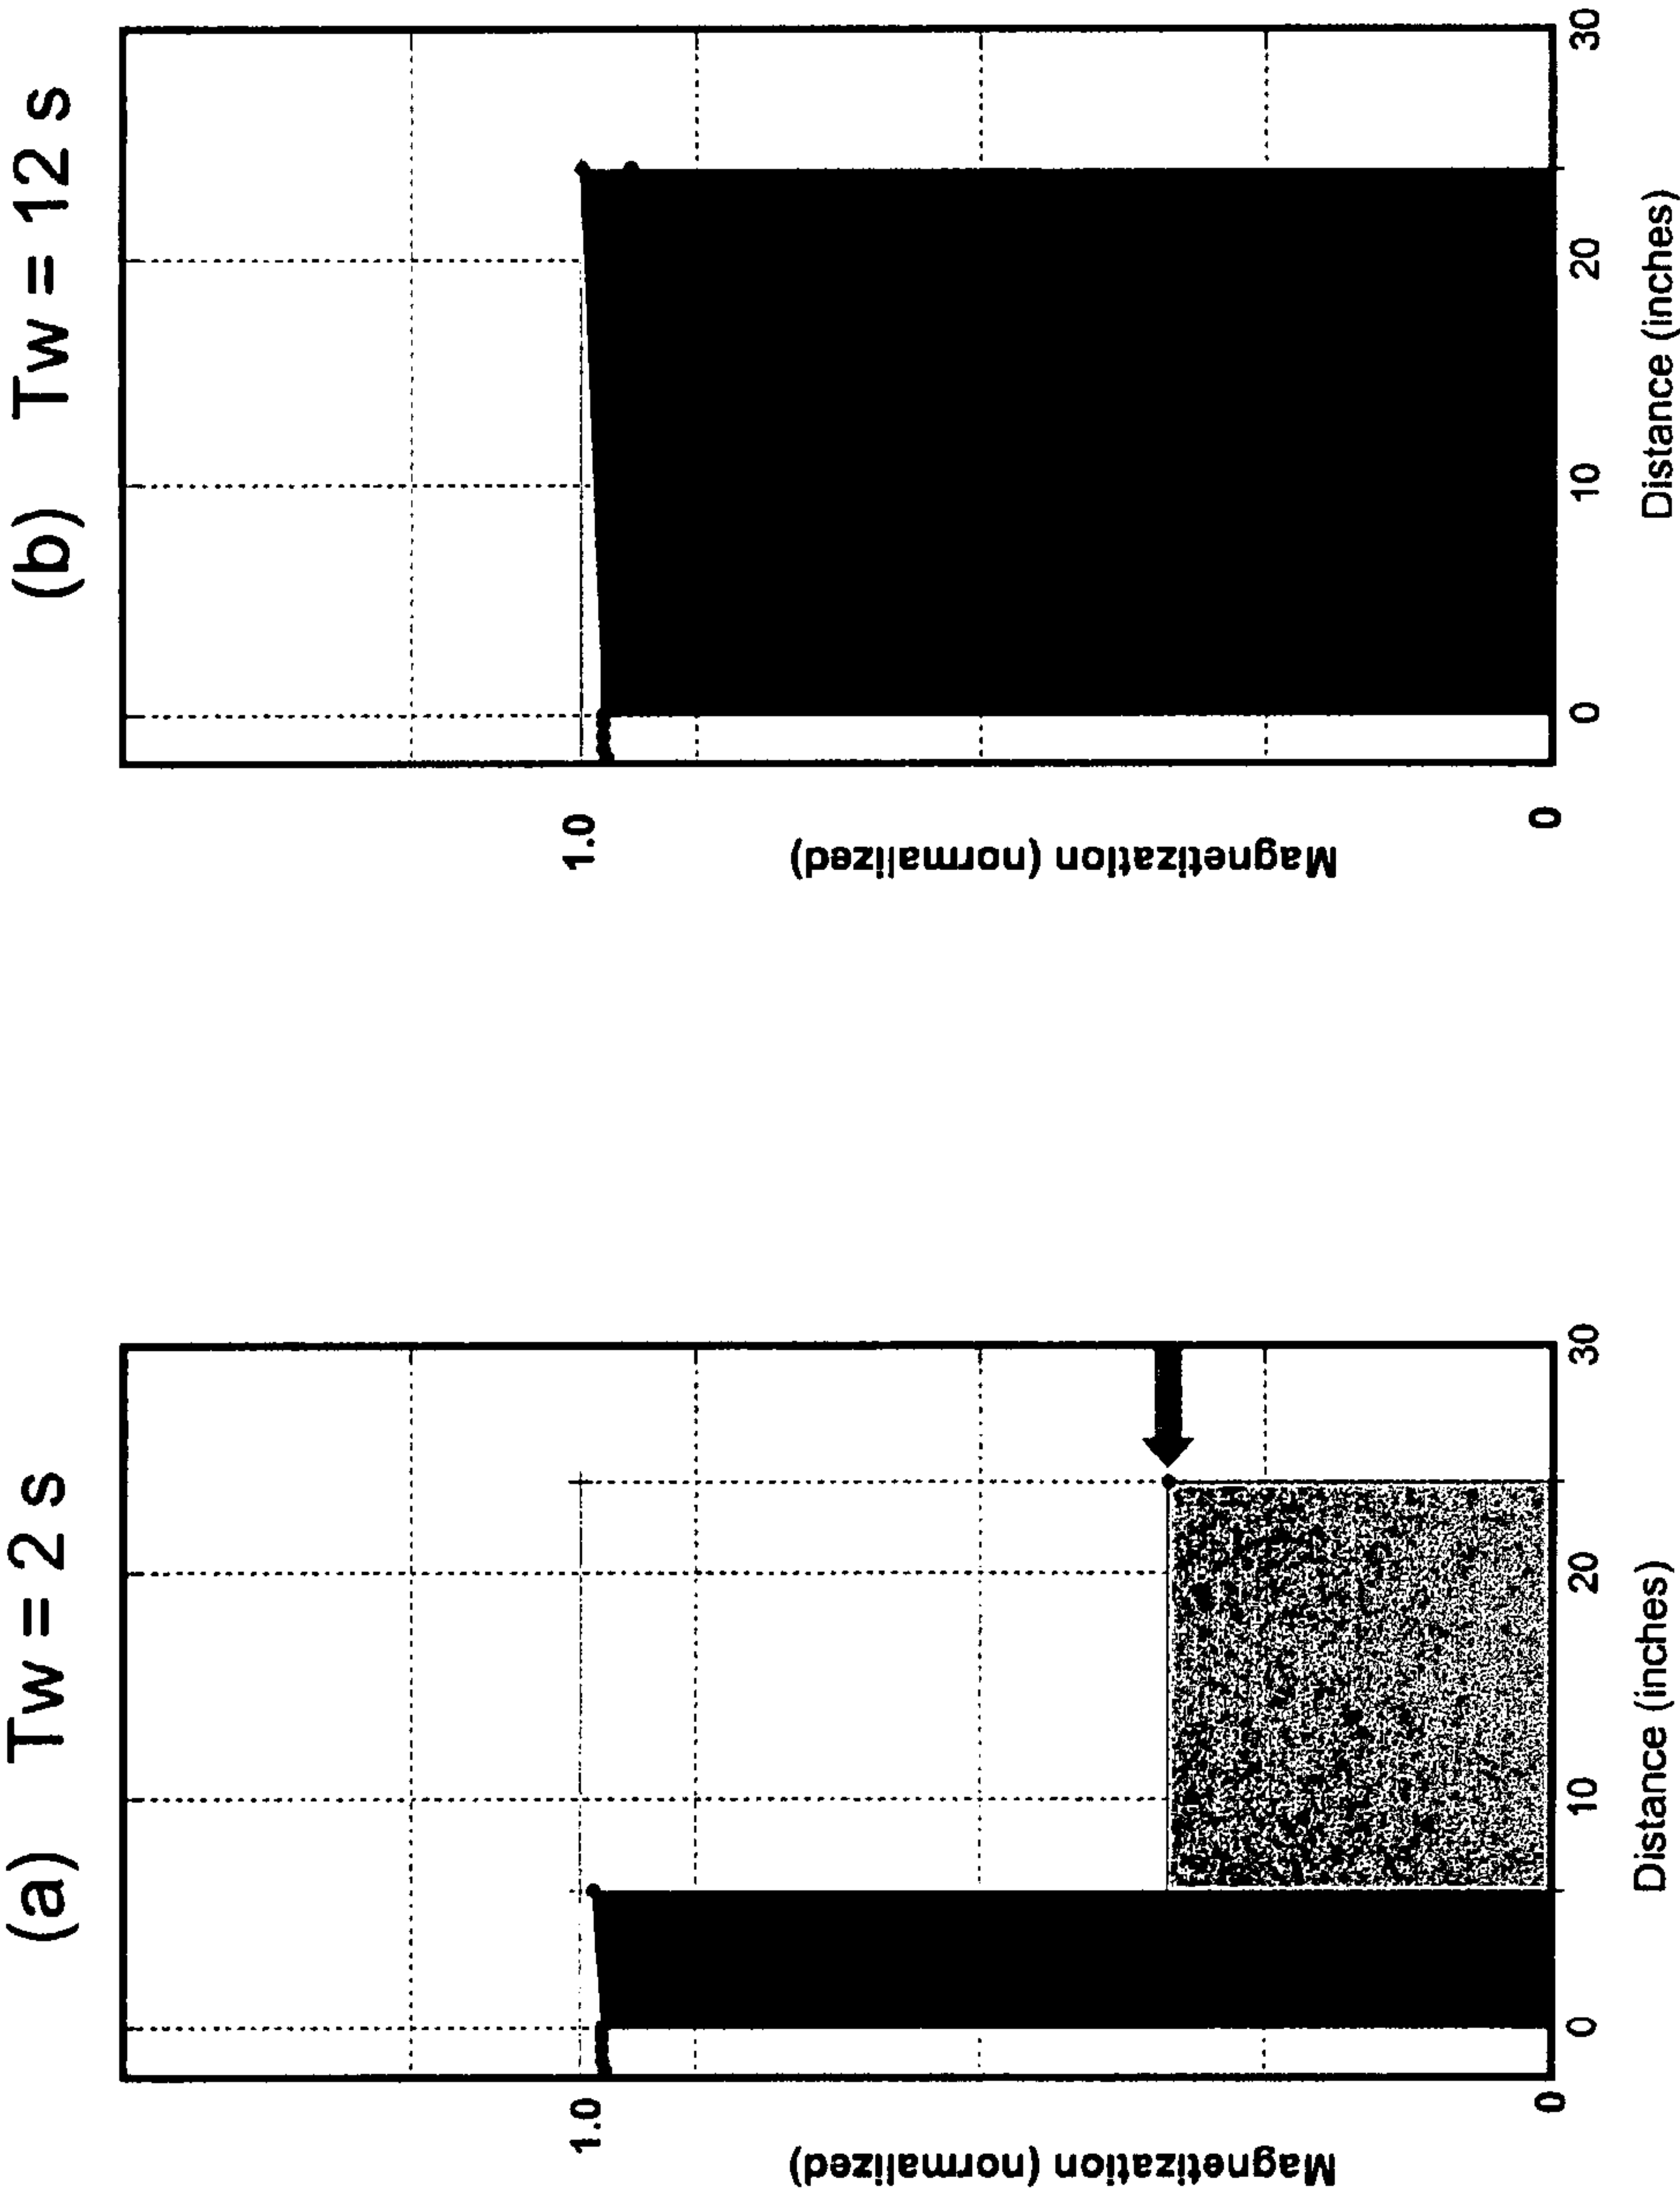 (a) Tw = 2 s
Magnetization (normalized)
1.0
0
0
10
20
30
Distance (inches)
(b) Tw = 12 s
Magnetization (normalized)
1.0
0
0
10
20
30
Distance (inches)